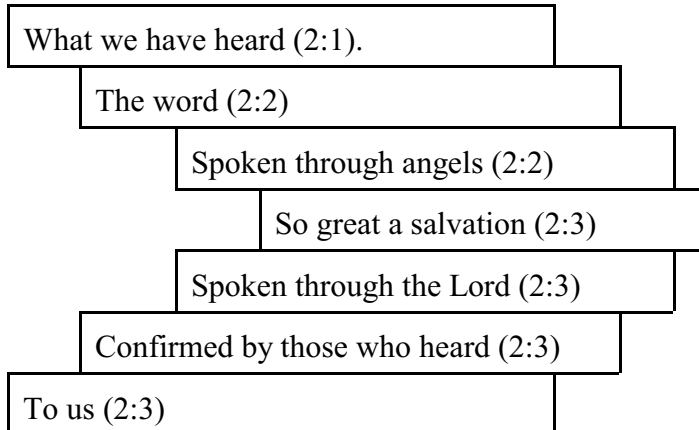 What we have heard (2:1).
The word (2:2)
Spoken through angels (2:2)
So great a salvation (2:3)
Spoken through the Lord (2:3)
Confirmed by those who heard (2:3)
To us (2:3)